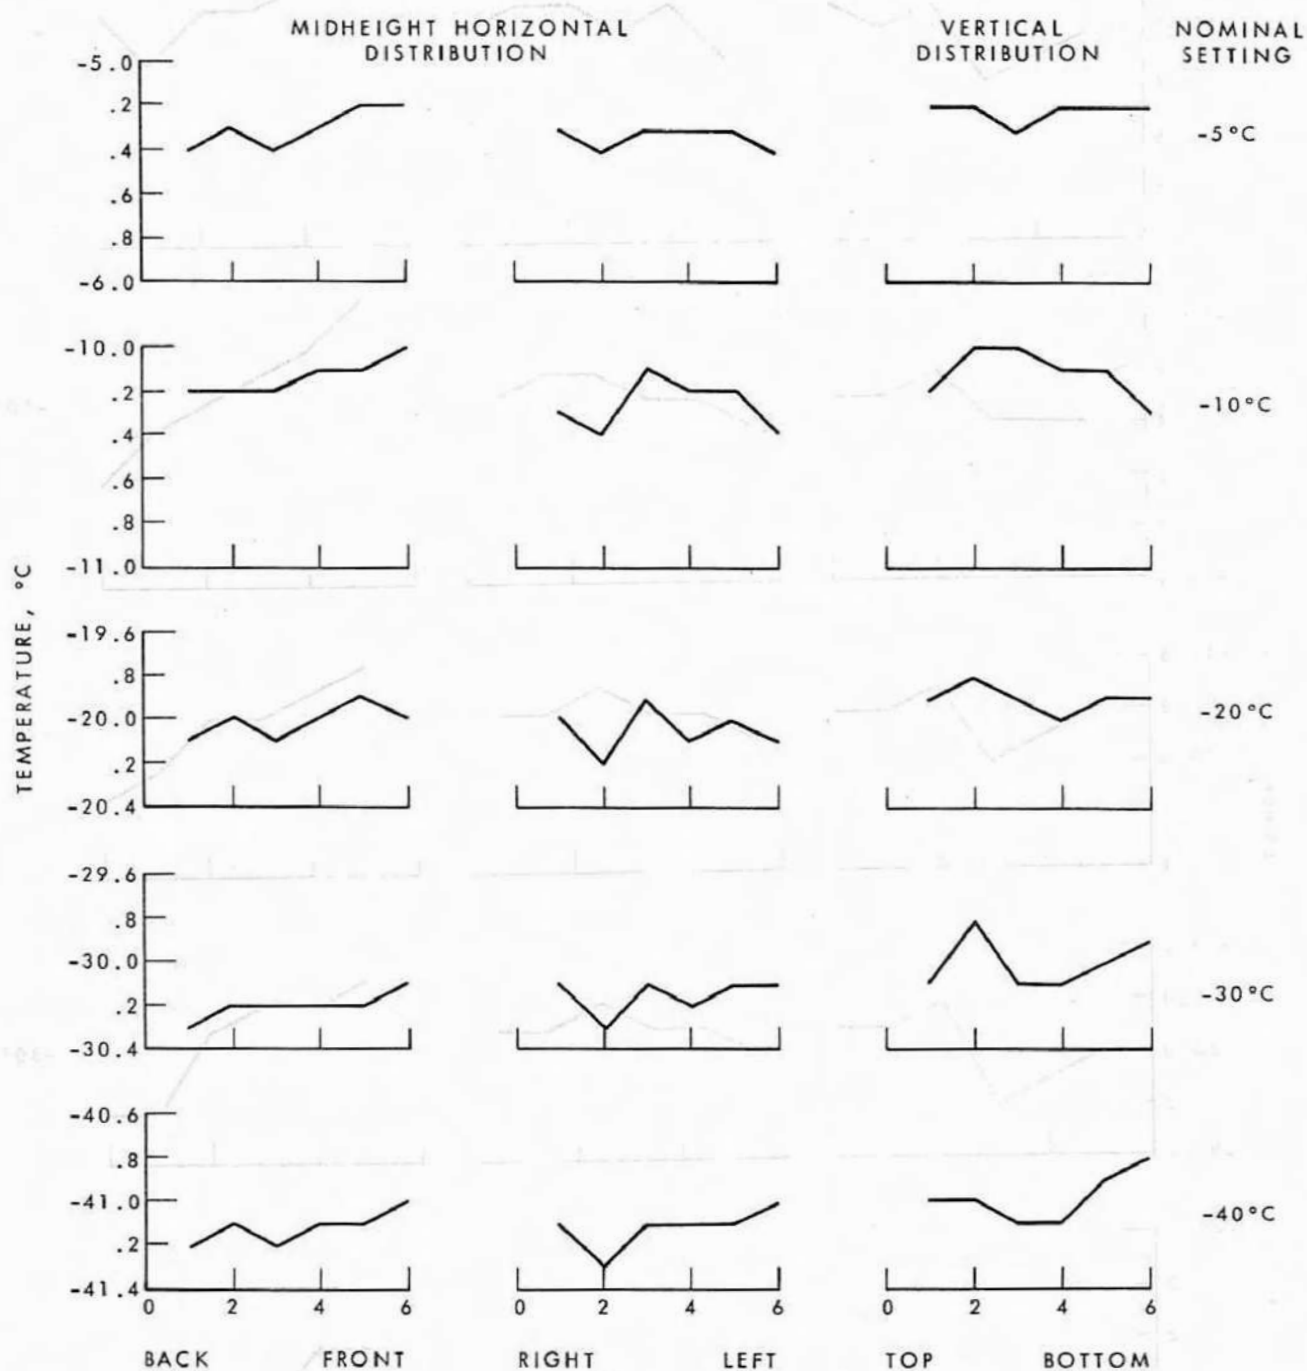 MIDHEIGHT HORIZONTAL
DISTRIBUTION
VERTICAL
DISTRIBUTION
NOMINAL
SETTING
TEMPERATURE, °C
-5.0
.2
.4
.6
.8
-6.0
-5°C
-10.0
.2
.4
.6
.8
-11.0
-10°C
-19.6
.8
-20.0
.2
-20.4
-20°C
-29.6
.8
-30.0
.2
-30.4
-30°C
-40.6
.8
-41.0
.2
-41.4
-40°C
0 2 4 6 0 2 4 6 0 2 4 6
BACK FRONT RIGHT LEFT TOP BOTTOM